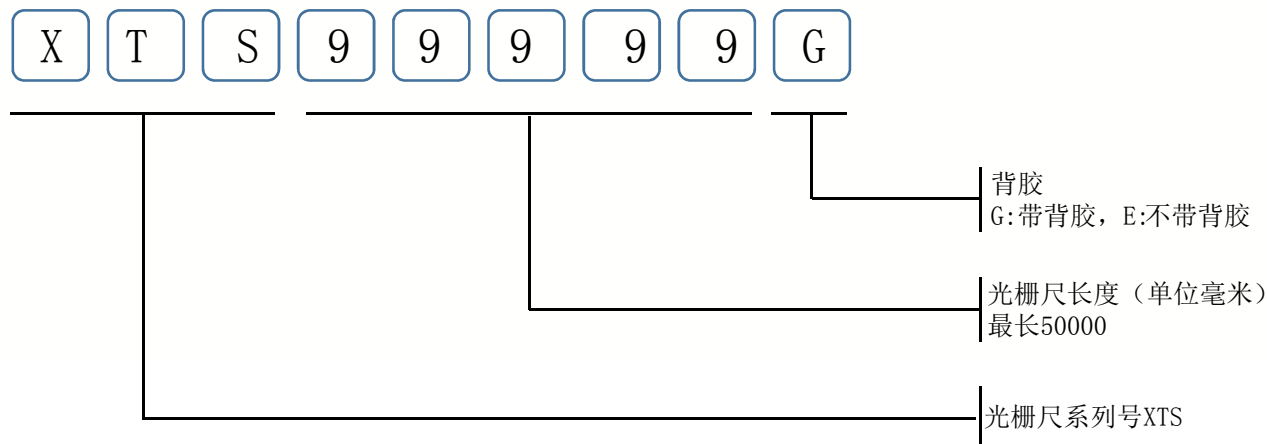 X T S 9 9 9 9 9 G
背胶
G:带背胶，E:不带背胶
光栅尺长度（单位毫米）
最长50000
光栅尺系列号XTS